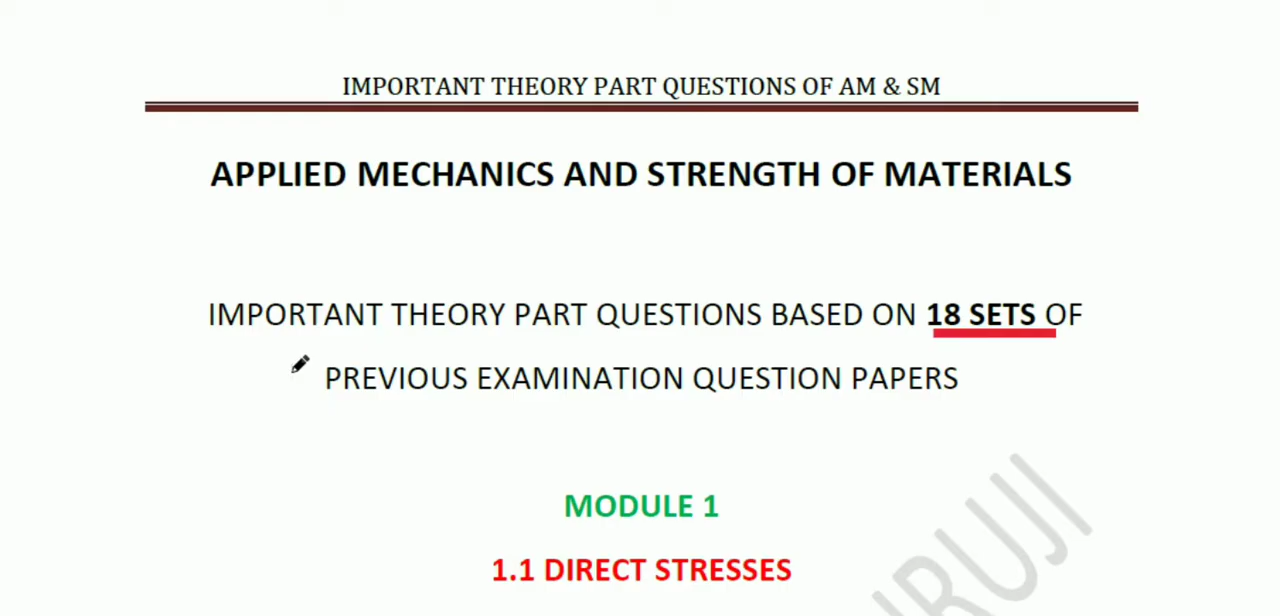 IMPORTANT THEORY PART QUESTIONS OF AM & SM
APPLIED MECHANICS AND STRENGTH OF MATERIALS
IMPORTANT THEORY PART QUESTIONS BASED ON 18 SETS OF
PREVIOUS EXAMINATION QUESTION PAPERS
MODULE 1
1.1 DIRECT STRESSES